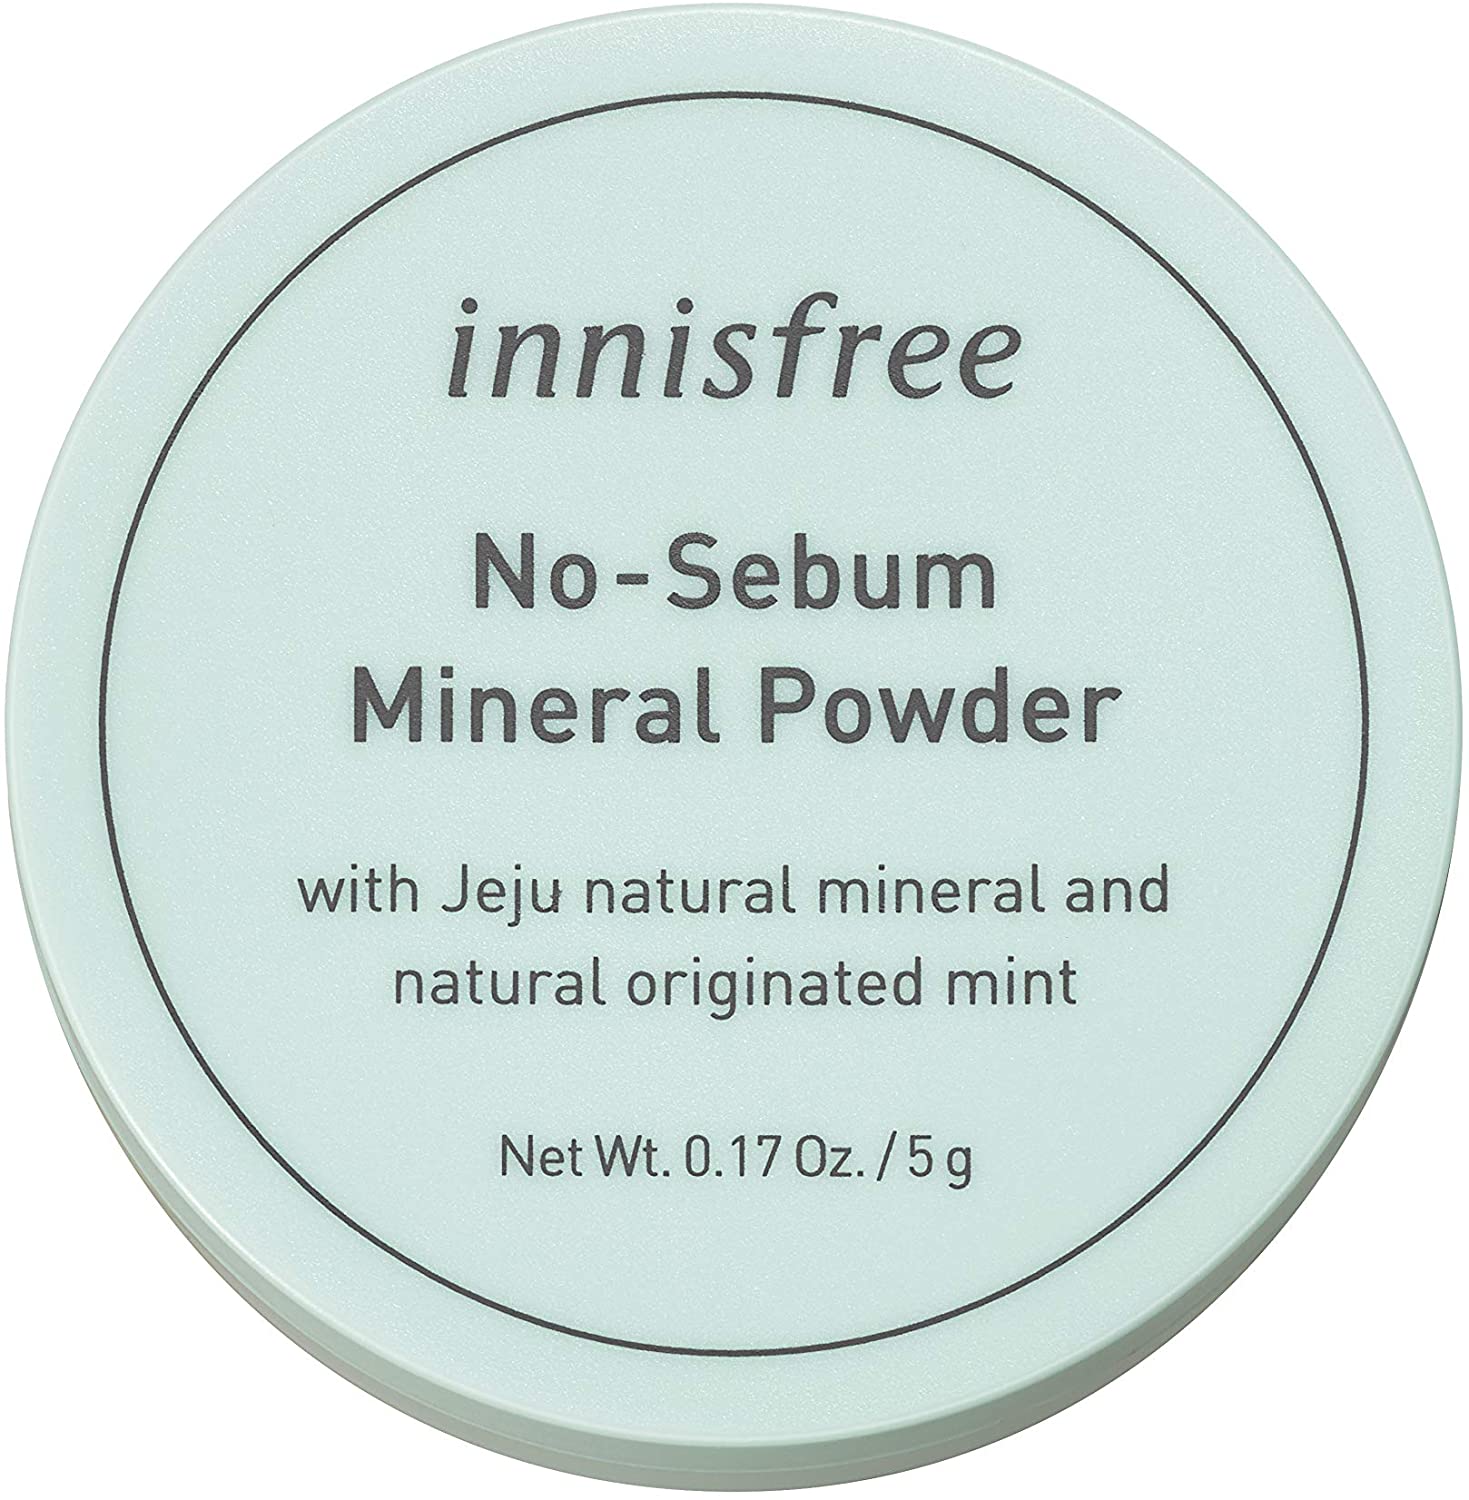 innisfree
No-Sebum
Mineral Powder
with Jeju natural mineral and
natural originated mint
Net Wt. 0.17 Oz. / 5 g